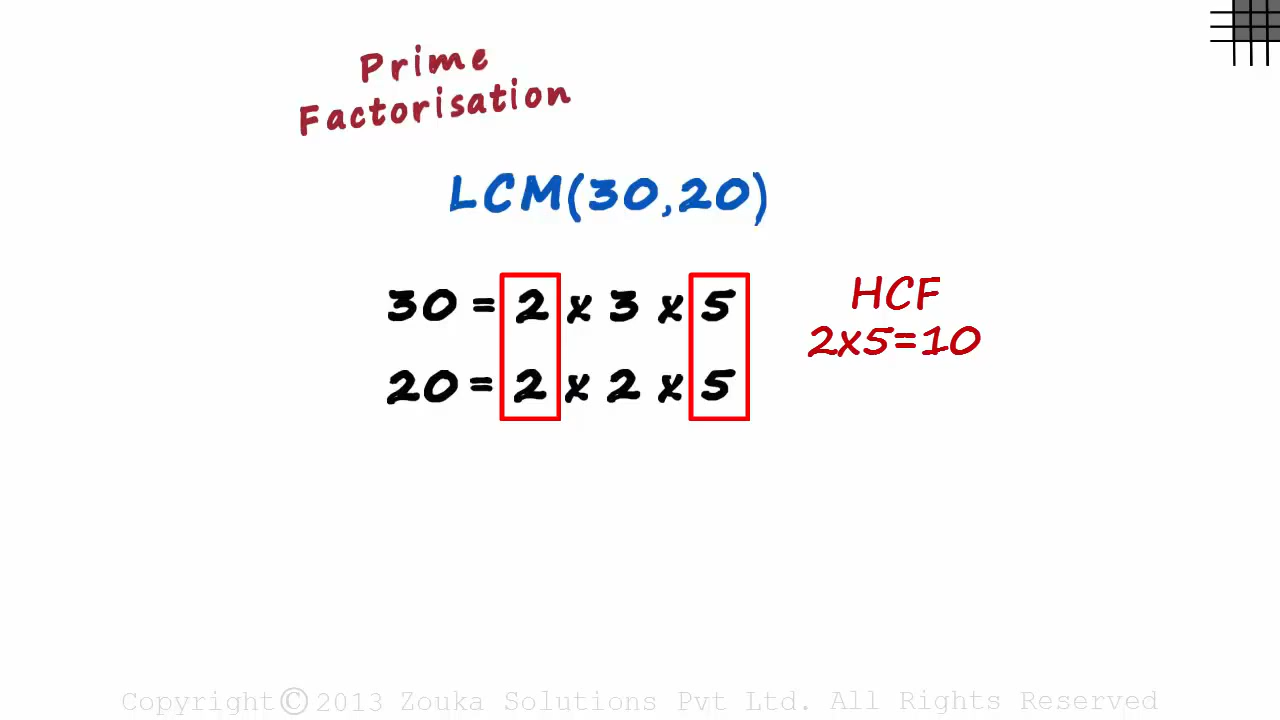 Prime
Factorisation
LCM(30,20)
30 = 2 x 3 x 5
20 = 2 x 2 x 5
HCF
2x5=10
Copyright© 2013 Zouka Solutions Pvt Ltd. All Rights Reserved